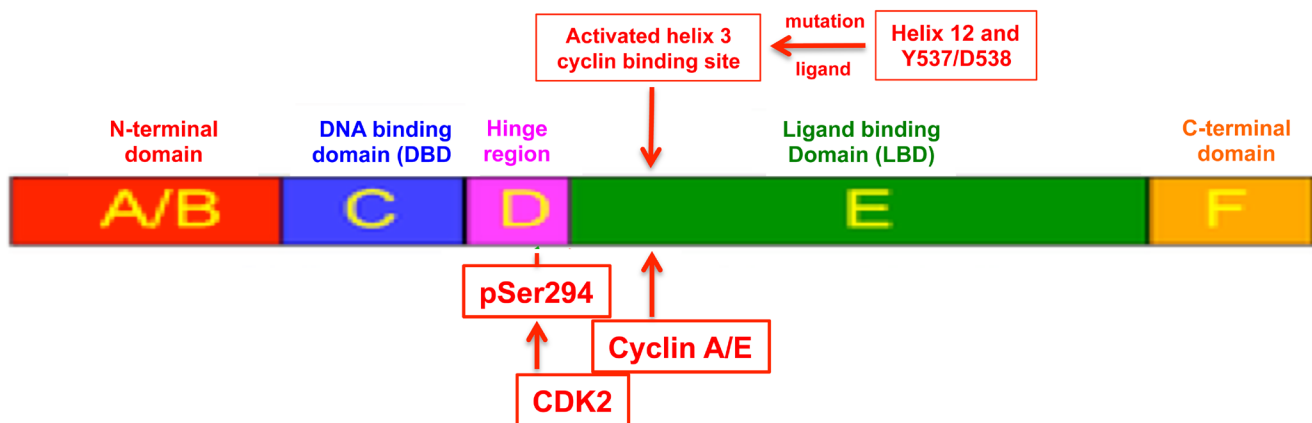 Activated helix 3
cyclin binding site
mutation
ligand
Helix 12 and
Y537/D538
N-terminal
domain
DNA binding
domain (DBD
Hinge
region
Ligand binding
Domain (LBD)
C-terminal
domain
A/B
C
D
E
F
pSer294
Cyclin A/E
CDK2